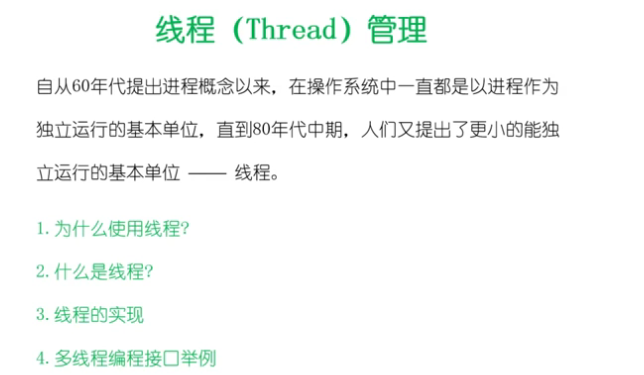 线程（Thread）管理
自从60年代提出进程概念以来，在操作系统中一直都是以进程作为
独立运行的基本单位，直到80年代中期，人们又提出了更小的能独
立运行的基本单位 —— 线程。
1.为什么使用线程?
2.什么是线程?
3.线程的实现
4.多线程编程接口举例